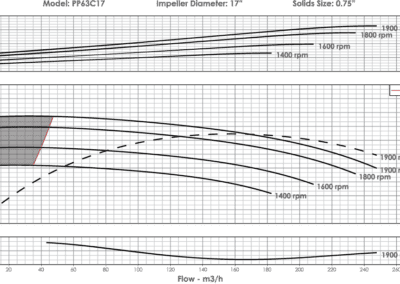 Model: PP63C17 Impeller Diameter: 17" Solids Size: 0.75"
1900
1800 rpm
1600 rpm
1400 rpm
1900 r
1900 r
1800 rpm
1600 rpm
1400 rpm
1900
20 40 60 80 100 120 140 160 180 200 220 240 260
Flow - m3/h